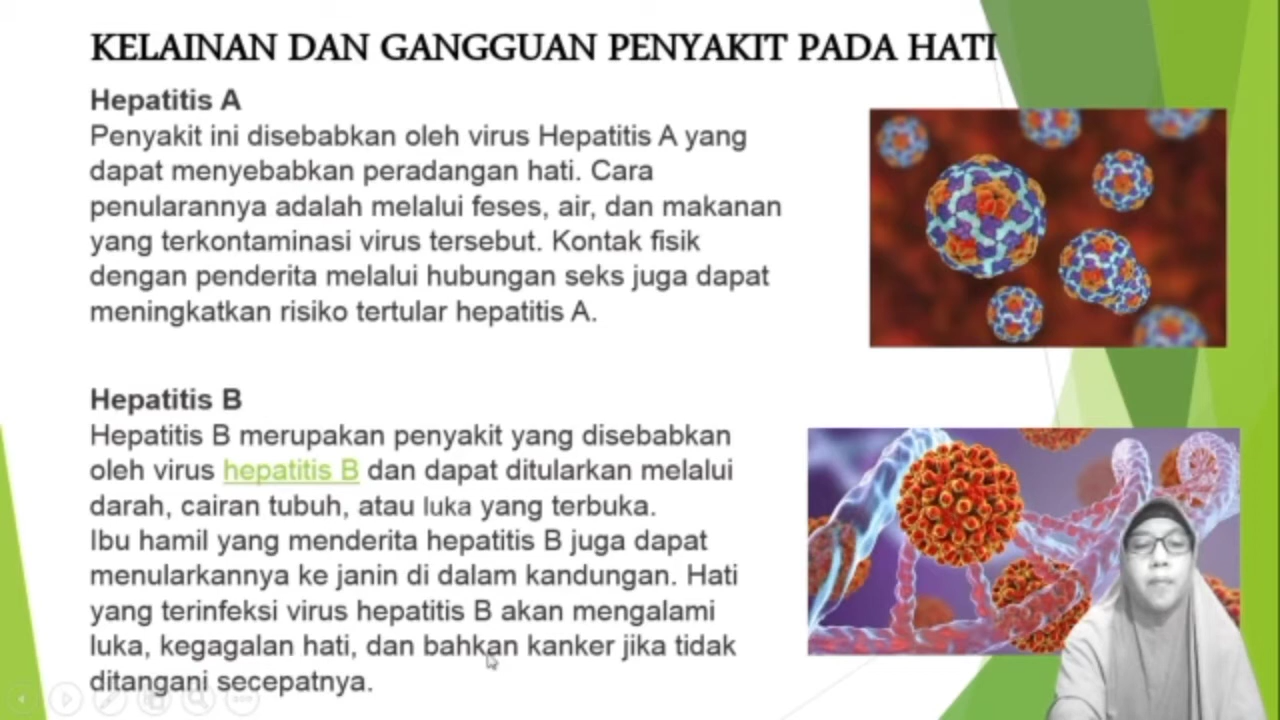 KELAINAN DAN GANGGUAN PENYAKIT PADA HATI
Hepatitis A
Penyakit ini disebabkan oleh virus Hepatitis A yang
dapat menyebabkan peradangan hati. Cara
penularannya adalah melalui feses, air, dan makanan
yang terkontaminasi virus tersebut. Kontak fisik
dengan penderita melalui hubungan seks juga dapat
meningkatkan risiko tertular hepatitis A.
Hepatitis B
Hepatitis B merupakan penyakit yang disebabkan
oleh virus hepatitis B dan dapat ditularkan melalui
darah, cairan tubuh, atau luka yang terbuka.
Ibu hamil yang menderita hepatitis B juga dapat
menularkannya ke janin di dalam kandungan. Hati
yang terinfeksi virus hepatitis B akan mengalami
luka, kegagalan hati, dan bahkan kanker jika tidak
ditangani secepatnya.